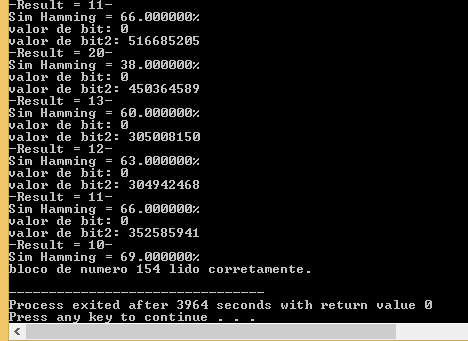 -Result = 11-
Sim Hamming = 66.000000%
valor de bit: 0
valor de bit2: 516685205
-Result = 20-
Sim Hamming = 38.000000%
valor de bit: 0
valor de bit2: 450364589
-Result = 13-
Sim Hamming = 60.000000%
valor de bit: 0
valor de bit2: 305008150
-Result = 12-
Sim Hamming = 63.000000%
valor de bit: 0
valor de bit2: 304942468
-Result = 11-
Sim Hamming = 66.000000%
valor de bit: 0
valor de bit2: 352585941
-Result = 10-
Sim Hamming = 69.000000%
bloco de numero 154 lido corretamente.
--------------------------------
Process exited after 3964 seconds with return value 0
Press any key to continue . . .